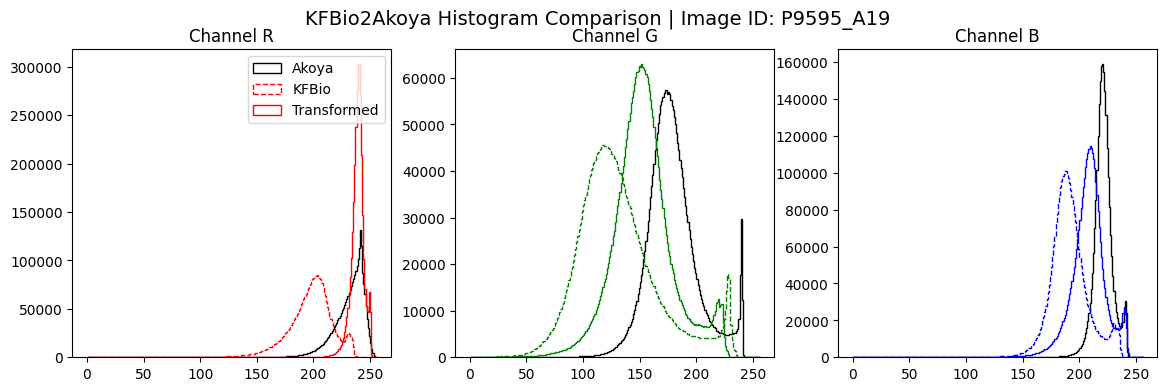 KFBio2Akoya Histogram Comparison | Image ID: P9595_A19
Channel R
Channel G
Channel B
Akoya
KFBio
Transformed
300000
250000
200000
150000
100000
50000
0
0 50 100 150 200 250
60000
50000
40000
30000
20000
10000
0
0 50 100 150 200 250
160000
140000
120000
100000
80000
60000
40000
20000
0
0 50 100 150 200 250